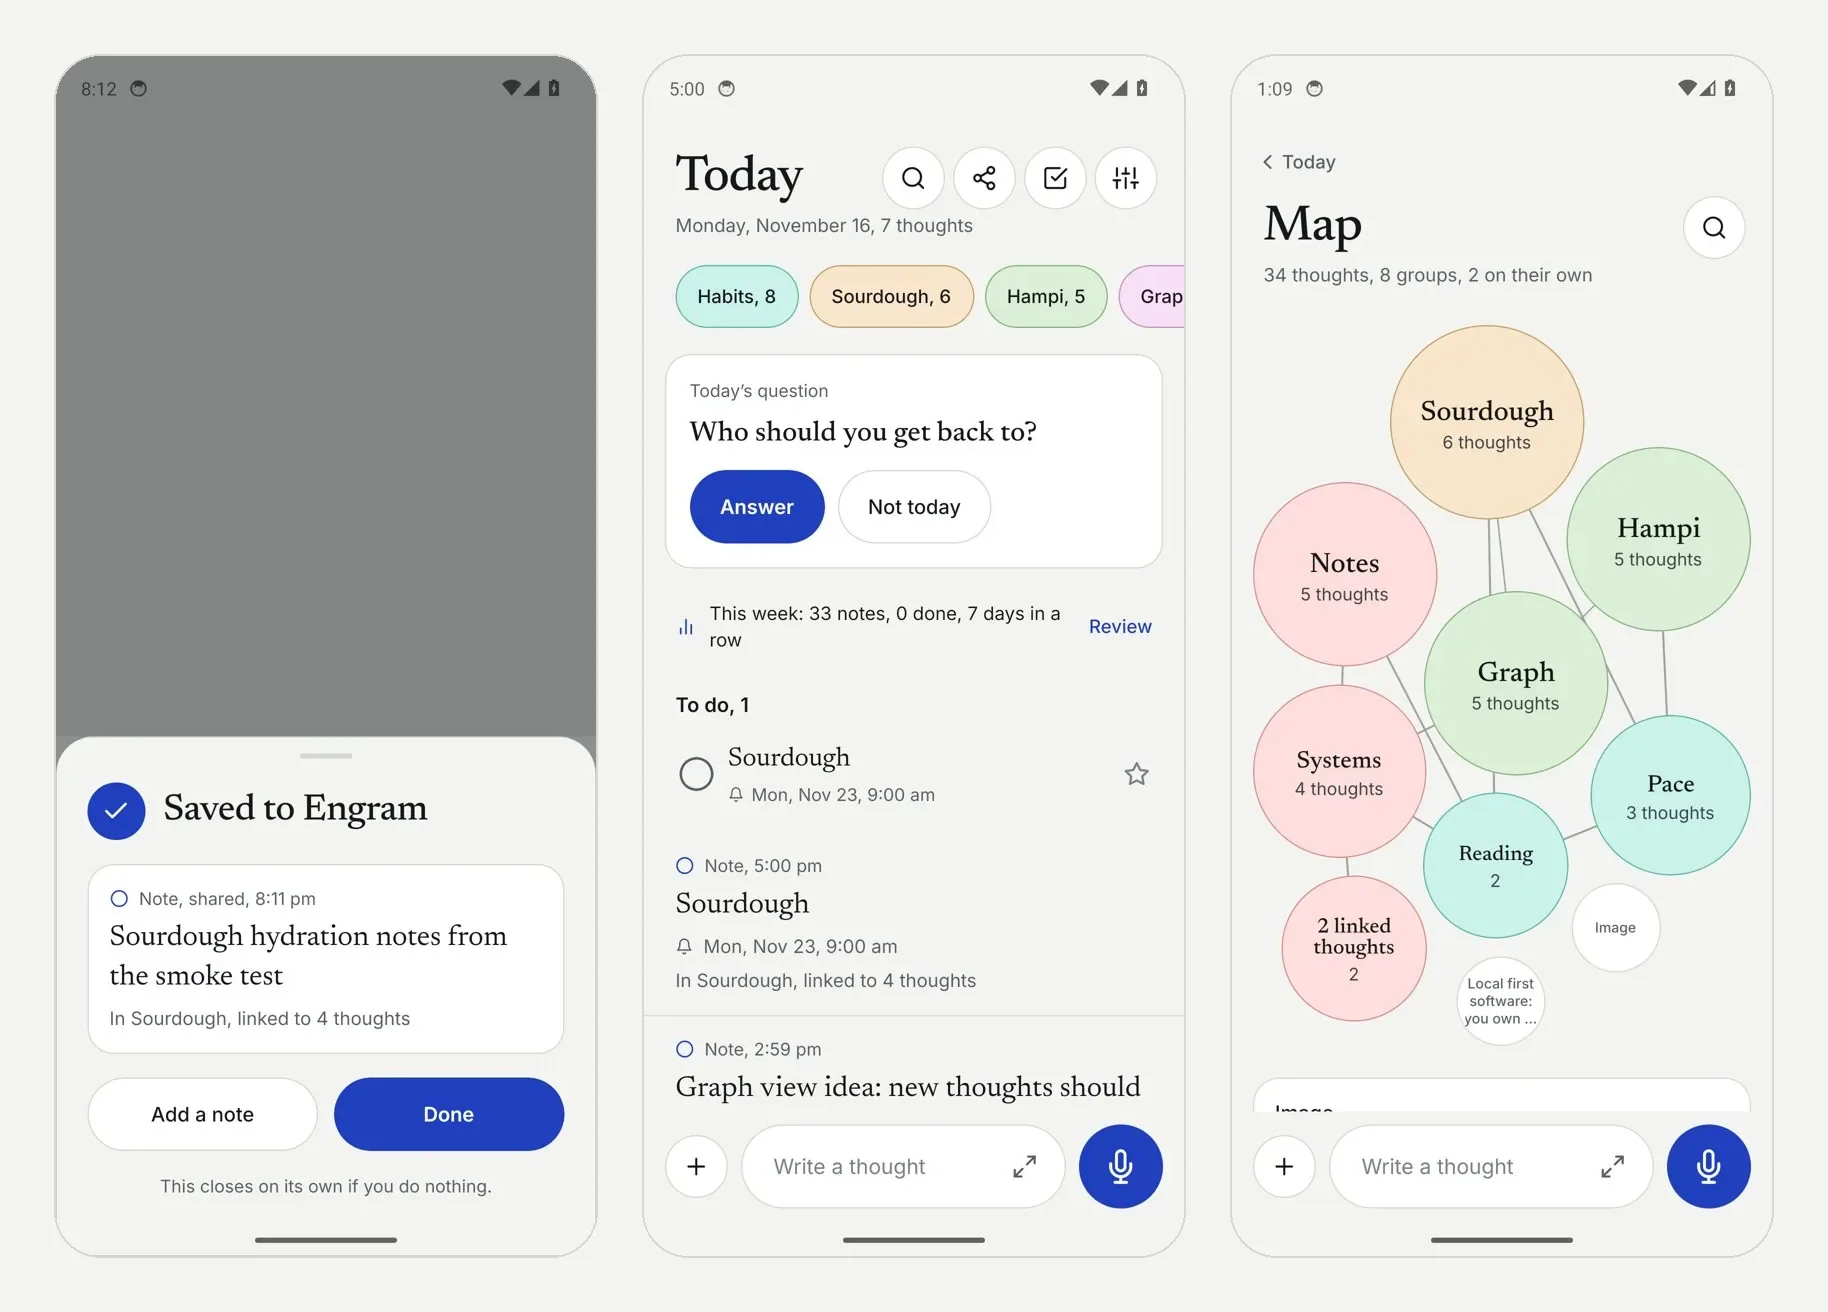 8:12
Saved to Engram
Note, shared, 8:11 pm
Sourdough hydration notes from
the smoke test
In Sourdough, linked to 4 thoughts
Add a note
Done
This closes on its own if you do nothing.
5:00
Today
Monday, November 16, 7 thoughts
Habits, 8
Sourdough, 6
Hampi, 5
Grap
Today’s question
Who should you get back to?
Answer
Not today
This week: 33 notes, 0 done, 7 days in a
row
Review
To do, 1
Sourdough
Mon, Nov 23, 9:00 am
Note, 5:00 pm
Sourdough
Mon, Nov 23, 9:00 am
In Sourdough, linked to 4 thoughts
Note, 2:59 pm
Graph view idea: new thoughts should
Write a thought
1:09
Today
Map
34 thoughts, 8 groups, 2 on their own
Sourdough
6 thoughts
Hampi
5 thoughts
Notes
5 thoughts
Graph
5 thoughts
Systems
4 thoughts
Pace
3 thoughts
Reading
2
2 linked
thoughts
2
Image
Local first
software:
you own ...
Image
Write a thought